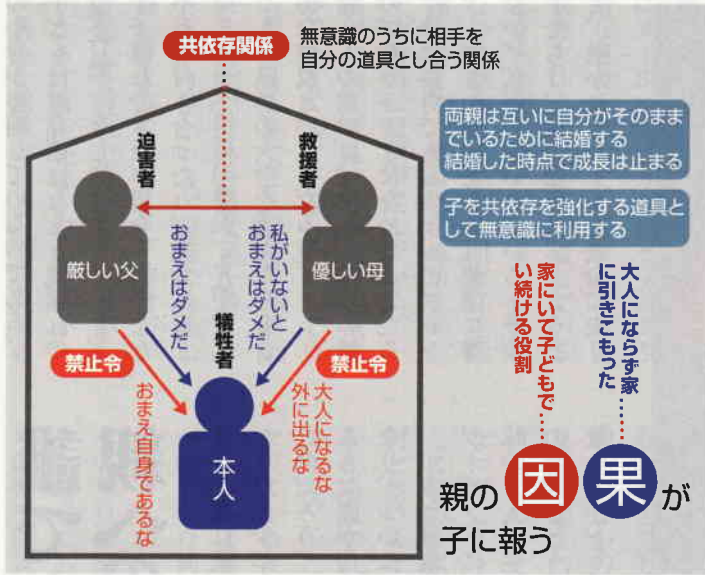 共依存関係
無意識のうちに相手を
自分の道具とし合う関係
両親は互いに自分がそのまま
でいるために結婚する
結婚した時点で成長は止まる
子を共依存を強化する道具と
して無意識に利用する
迫害者
救援者
厳しい父
優しい母
おまえはダメだ
私がいないと
おまえはダメだ
犠牲者
禁止令
禁止令
おまえ自身であるな
大人になるな
外に出るな
本人
大人にならず家
に引きこもった
家にいて子どもで
い続ける役割
親の因果が
子に報う